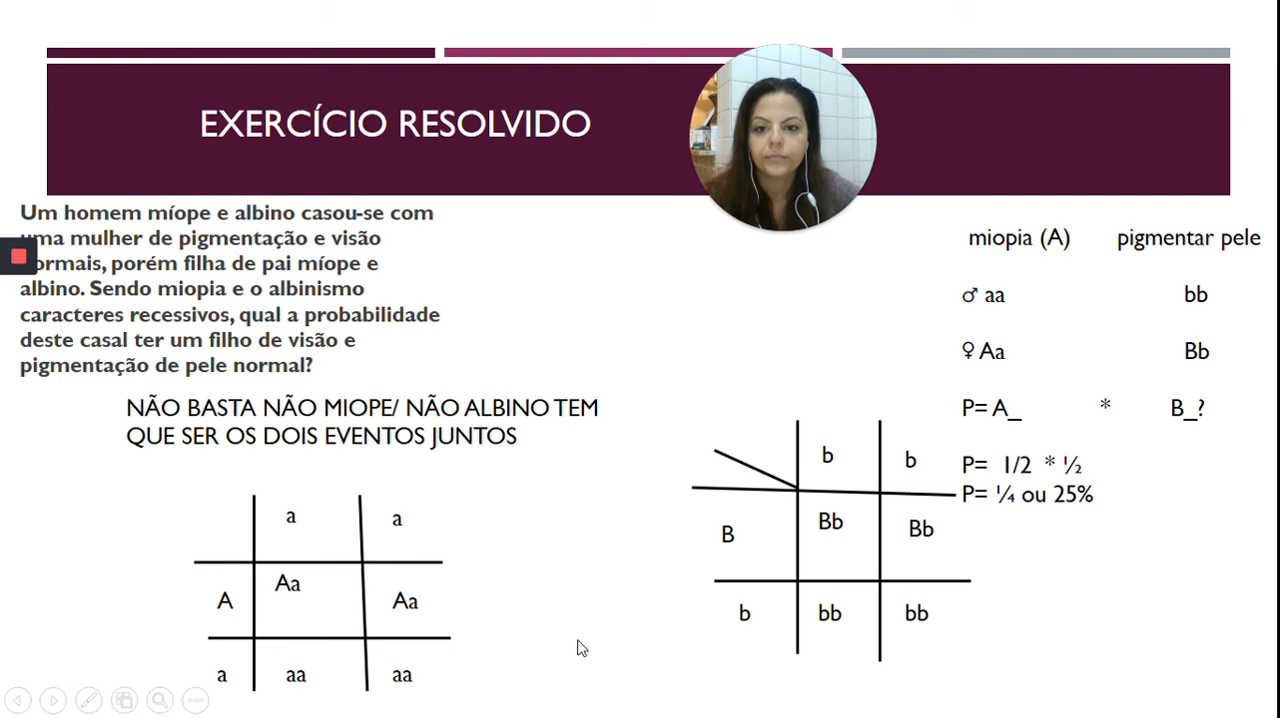 EXERCÍCIO RESOLVIDO
Um homem míope e albino casou-se com
uma mulher de pigmentação e visão
normais, porém filha de pai míope e
albino. Sendo miopia e o albinismo
caracteres recessivos, qual a probabilidade
deste casal ter um filho de visão e
pigmentação de pele normal?
NÃO BASTA NÃO MIOPE/ NÃO ALBINO TEM
QUE SER OS DOIS EVENTOS JUNTOS
a a
A Aa Aa
a aa aa
b b
B Bb Bb
b bb bb
miopia (A) pigmentar pele
♂ aa bb
♀ Aa Bb
P= A_ * B_?
P= 1/2 * ½
P= ¼ ou 25%